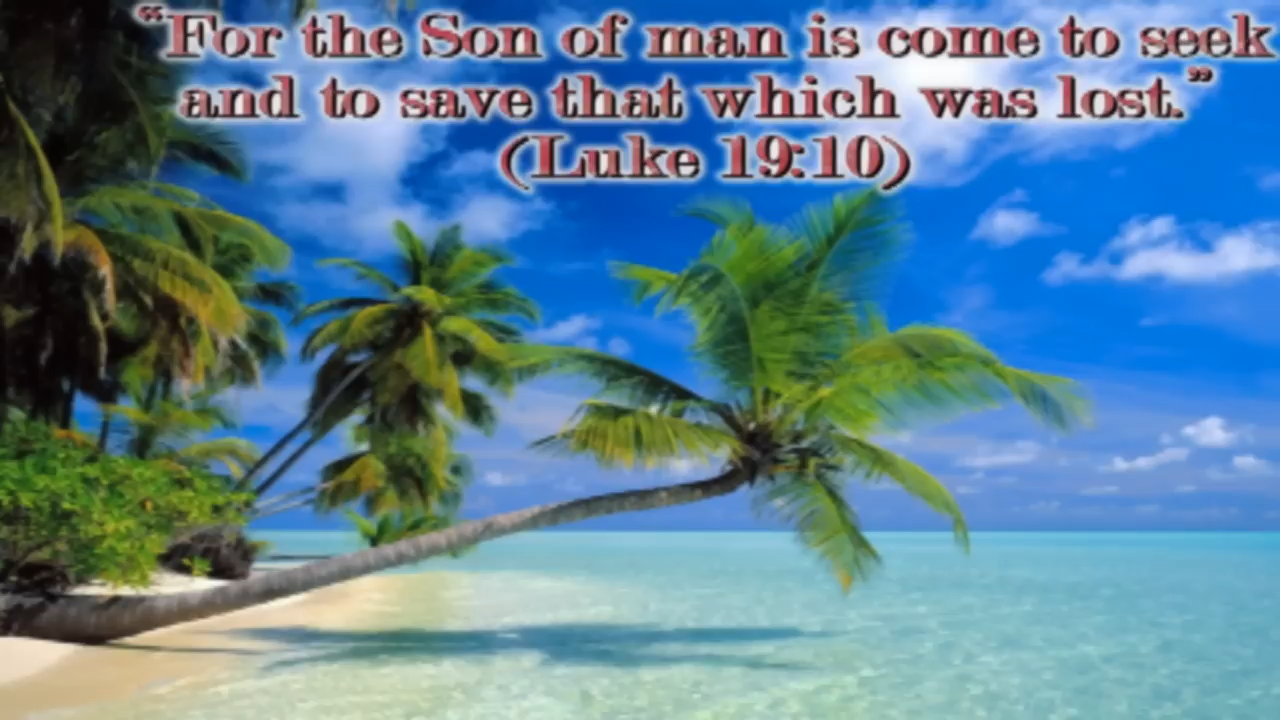 “For the Son of man is come to seek
and to save that which was lost.”
(Luke 19:10)